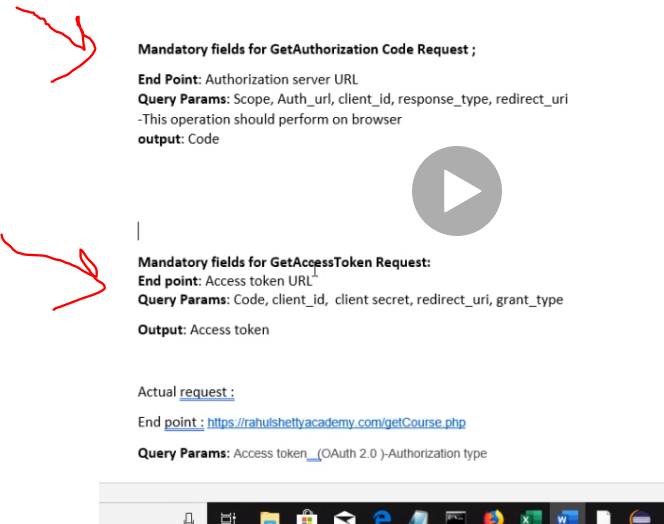 Mandatory fields for GetAuthorization Code Request ;
End Point: Authorization server URL
Query Params: Scope, Auth_url, client_id, response_type, redirect_uri
-This operation should perform on browser
output: Code
Mandatory fields for GetAccessToken Request:
End point: Access token URL
Query Params: Code, client_id, client secret, redirect_uri, grant_type
Output: Access token
Actual request :
End point : https://rahulshettyacademy.com/getCourse.php
Query Params: Access token (OAuth 2.0 )-Authorization type